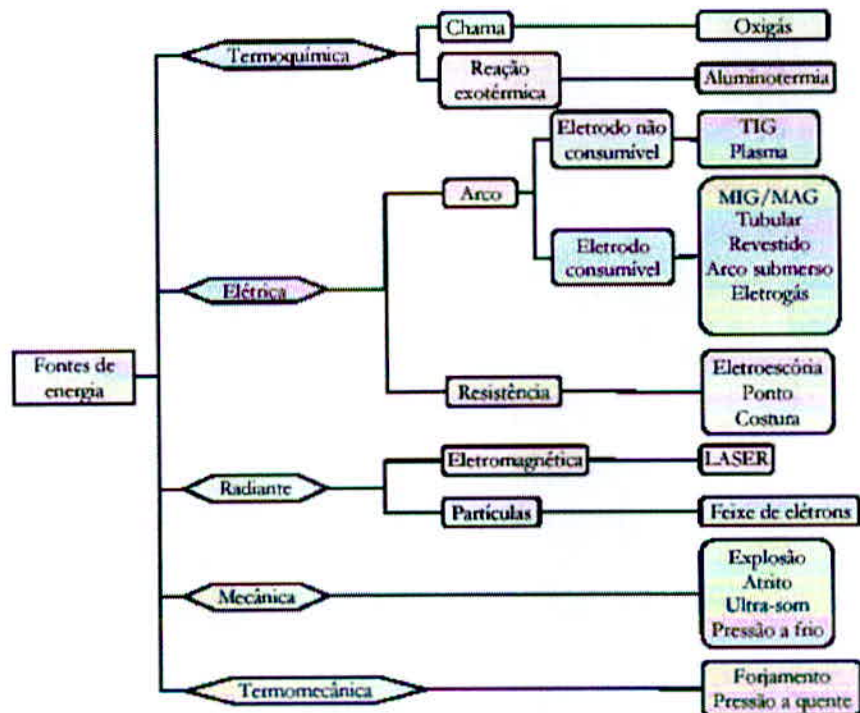 Termoquímica
Chama
Oxigás
Reação
exotérmica
Aluminotermia
Eletrodo não
consumível
TIG
Plasma
Arco
MIG/MAG
Tubular
Revestido
Arco submerso
Eletrogás
Eletrodo
consumível
Elétrica
Fontes de
energia
Resistência
Eletroescória
Ponto
Costura
Eletromagnética
LASER
Radiante
Partículas
Feixe de elétrons
Mecânica
Explosão
Atrito
Ultra-som
Pressão a frio
Termomecânica
Forjamento
Pressão a quente